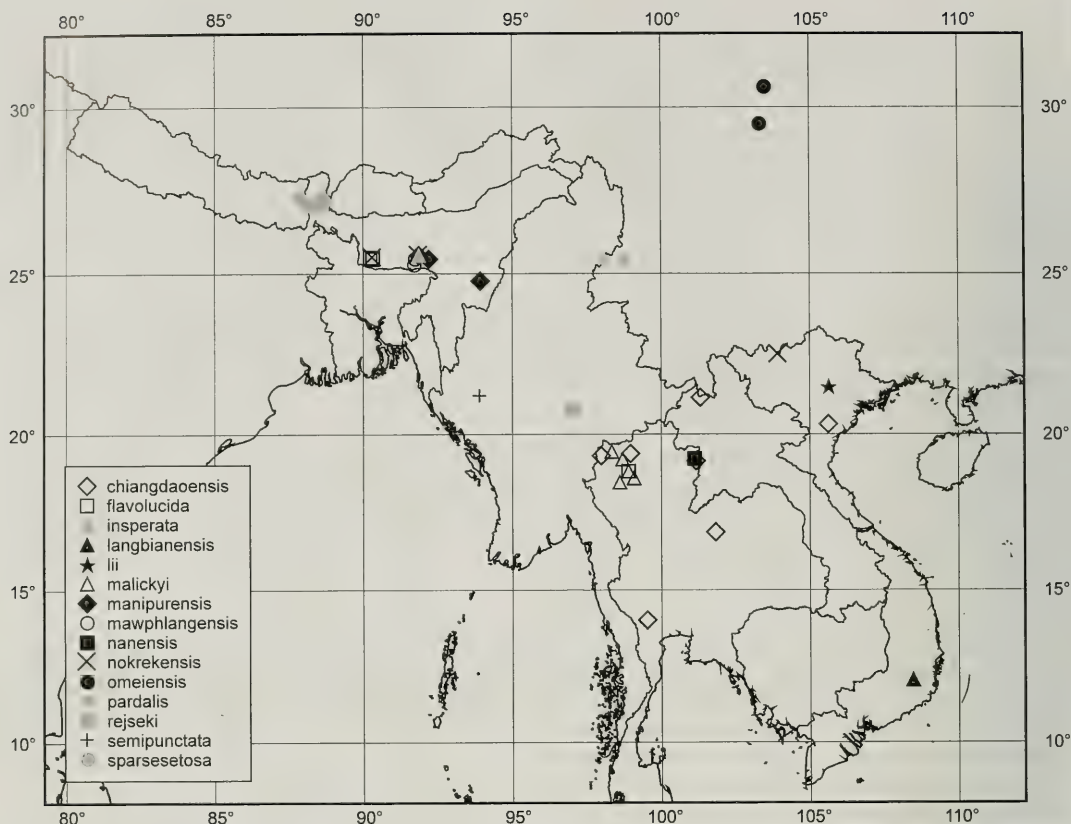 80° 85° 90° 95° 100° 105° 110°
30° 30°
25° 25°
20° 20°
15° 15°
10° 10°
chiangdaoensis
flavolucida
insperata
langbianensis
lii
malickyi
manipurensis
mawphlangensis
nanensis
nokrekensis
omeiensis
pardalis
rejseki
semipunctata
sparsesetosa
80° 85° 90° 95° 100° 105° 110°